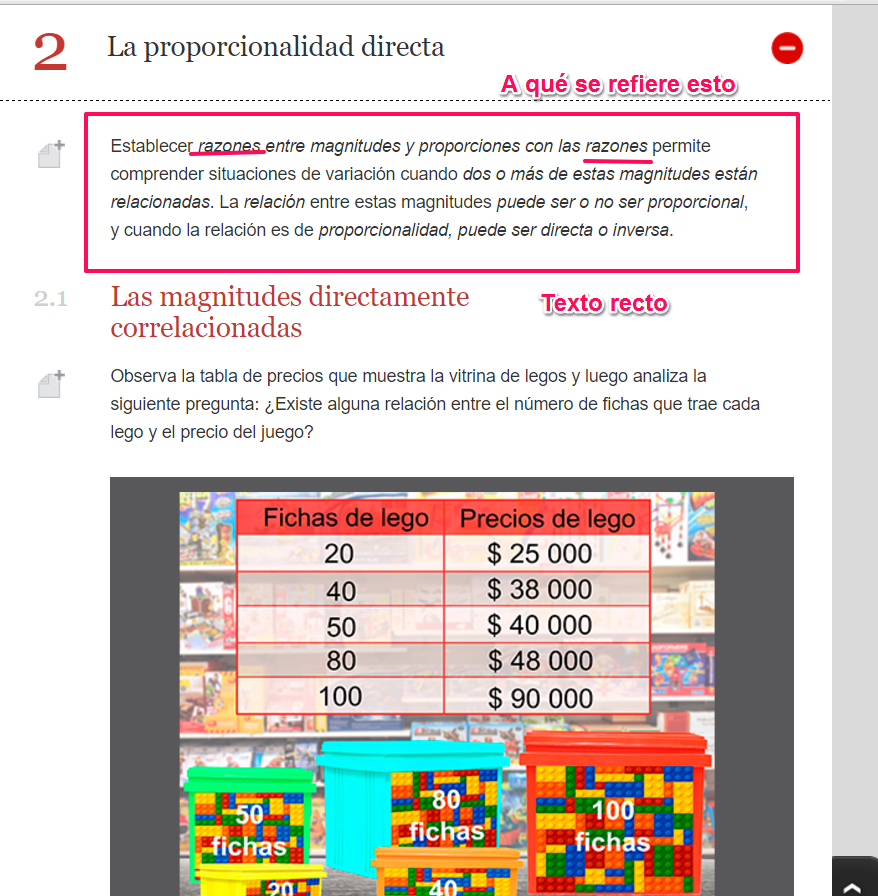 2 La proporcionalidad directa
A qué se refiere esto
Establecer razones entre magnitudes y proporciones con las razones permite
comprender situaciones de variación cuando dos o más de estas magnitudes están
relacionadas. La relación entre estas magnitudes puede ser o no ser proporcional,
y cuando la relación es de proporcionalidad, puede ser directa o inversa.
2.1 Las magnitudes directamente
correlacionadas
Texto recto
Observa la tabla de precios que muestra la vitrina de legos y luego analiza la
siguiente pregunta: ¿Existe alguna relación entre el número de fichas que trae cada
lego y el precio del juego?
Fichas de lego Precios de lego
20 $ 25 000
40 $ 38 000
50 $ 40 000
80 $ 48 000
100 $ 90 000
50
fichas
80
fichas
100
fichas
20
40